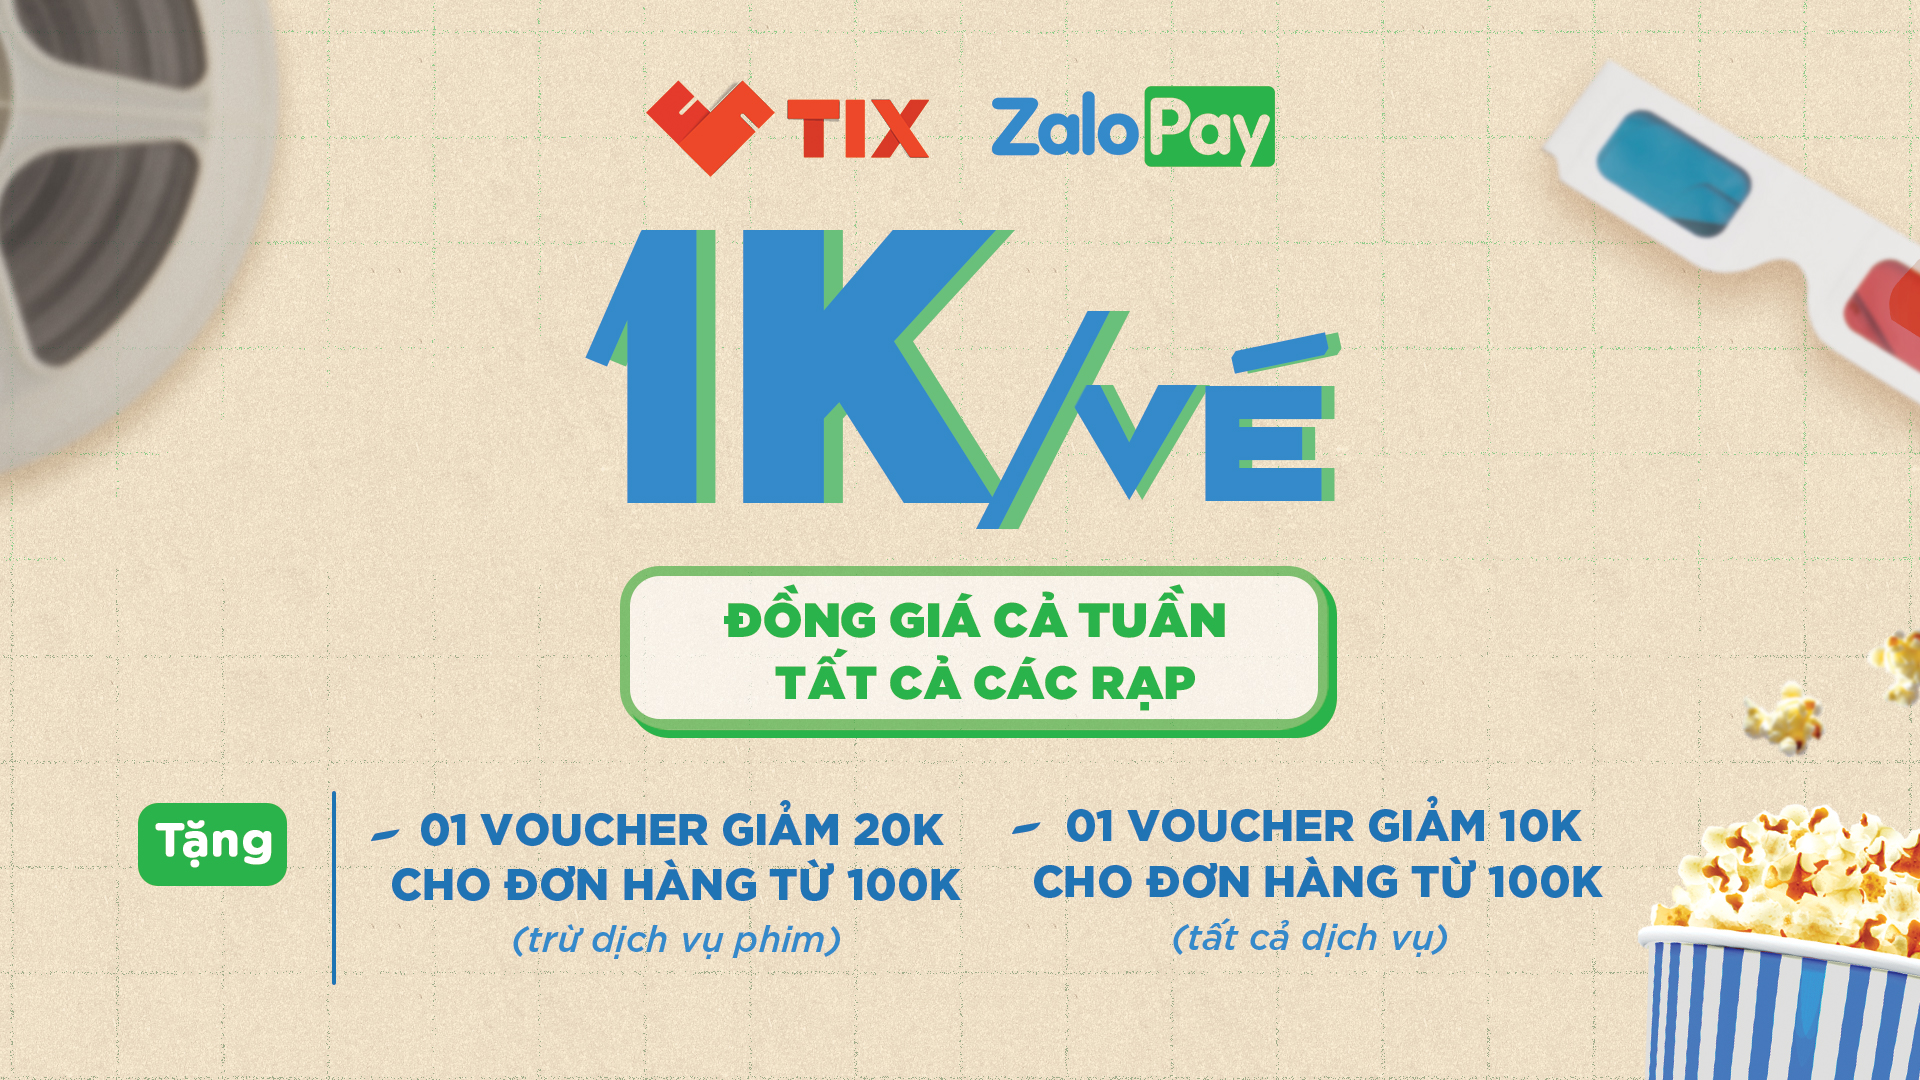 TIX ZaloPay
1K/VÉ
ĐỒNG GIÁ CẢ TUẦN
TẤT CẢ CÁC RẠP
Tặng
- 01 VOUCHER GIẢM 20K
CHO ĐƠN HÀNG TỪ 100K
(trừ dịch vụ phim)
- 01 VOUCHER GIẢM 10K
CHO ĐƠN HÀNG TỪ 100K
(tất cả dịch vụ)